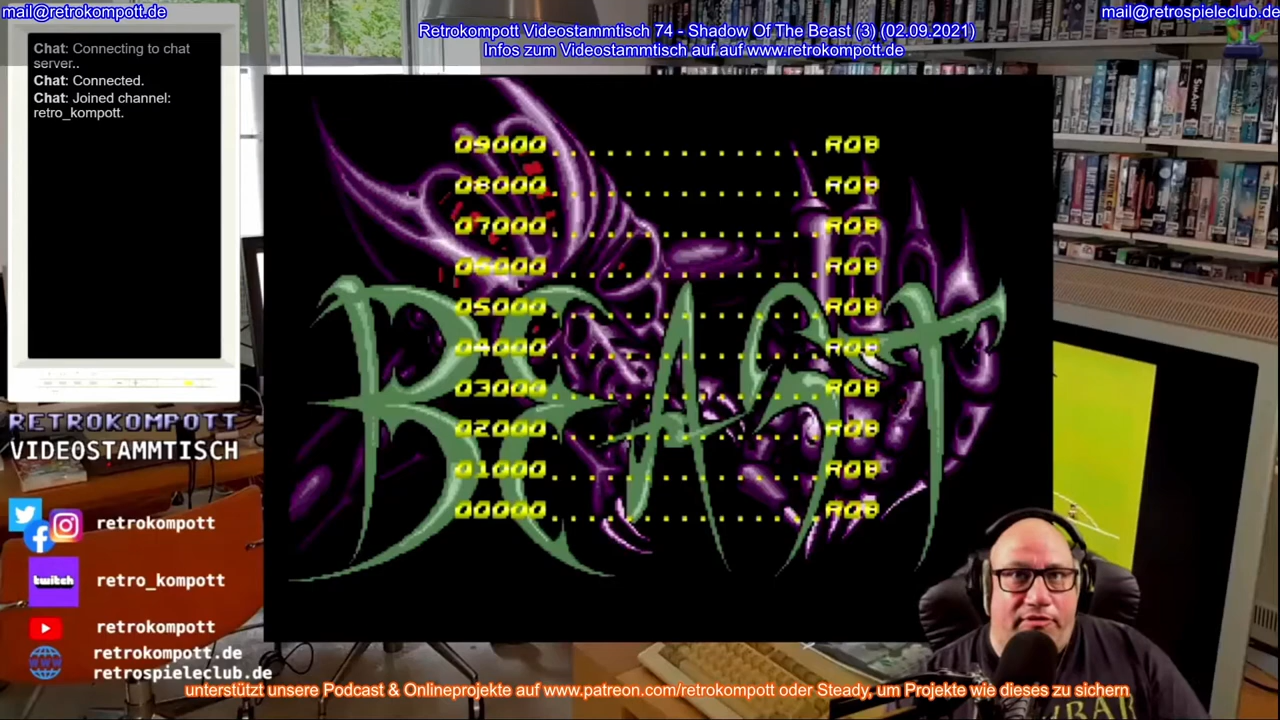 mail@retrokompott.de
mail@retrospieleclub.de
Retrokompott Videostammtisch 74 - Shadow Of The Beast (3) (02.09.2021)
Infos zum Videostammtisch auf auf www.retrokompott.de
Chat: Connecting to chat
server..
Chat: Connected.
Chat: Joined channel:
retro_kompott.
09000..............ROB
08000..............ROB
07000..............ROB
06000..............ROB
05000..............ROB
04000..............ROB
03000..............ROB
02000..............ROB
01000..............ROB
00000..............ROB
BEAST
RETROKOMPOTT
VIDEOSTAMMTISCH
retrokompott
twitch
retro_kompott
retrokompott
www
retrokompott.de
retrospieleclub.de
unterstützt unsere Podcast & Onlineprojekte auf www.patreon.com/retrokompott oder Steady, um Projekte wie dieses zu sichern